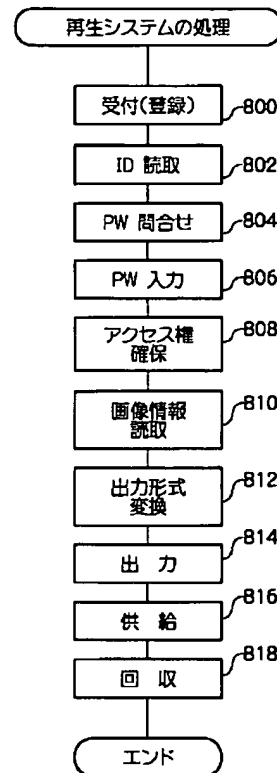 再生システムの処理
受付(登録)
800
ID 読取
802
PW 問合せ
804
PW 入力
806
アクセス権
確保
808
画像情報
読取
810
出力形式
変換
812
出 力
814
供 給
816
回 収
818
エンド